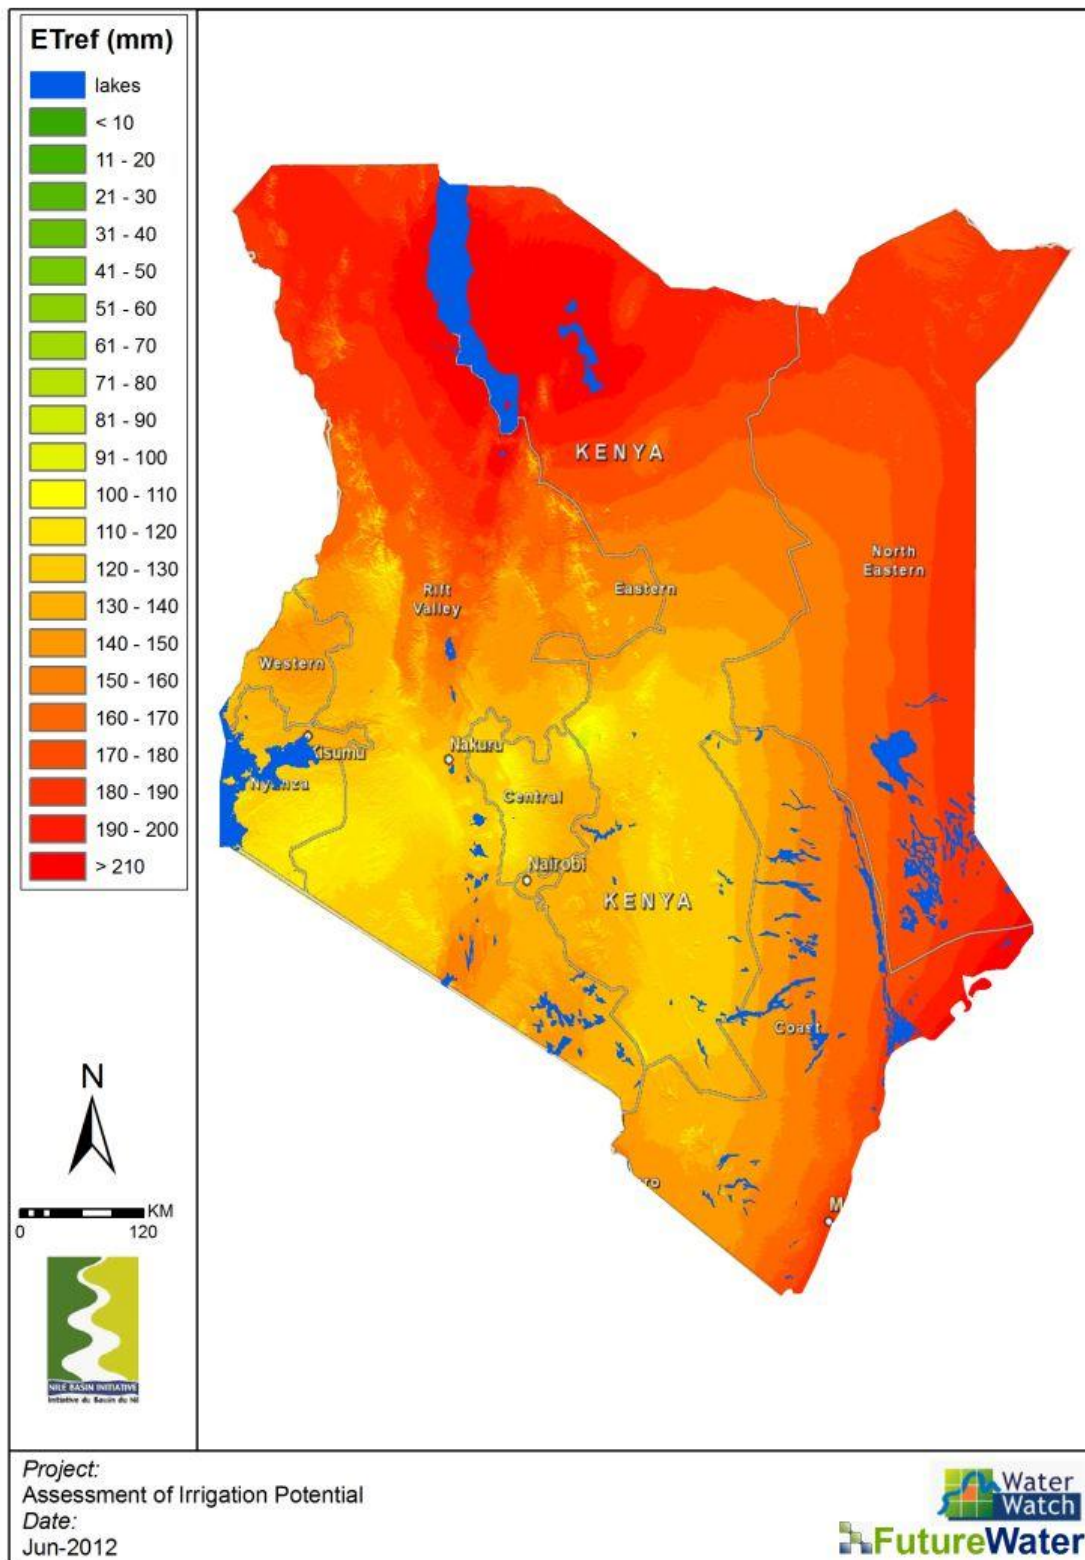 ETref (mm)
lakes
< 10
11 - 20
21 - 30
31 - 40
41 - 50
51 - 60
61 - 70
71 - 80
81 - 90
91 - 100
100 - 110
110 - 120
120 - 130
130 - 140
140 - 150
150 - 160
160 - 170
170 - 180
180 - 190
190 - 200
> 210
KENYA
North
Eastern
Rift
Valley
Eastern
Western
Kisumu
Nakuru
Nyanza
Central
Nairobi
KENYA
Coast
ro
M
N
KM
0 120
NILE BASIN INITIATIVE
Initiative du Bassin du Nil
Project:
Assessment of Irrigation Potential
Date:
Jun-2012
Water
Watch
FutureWater